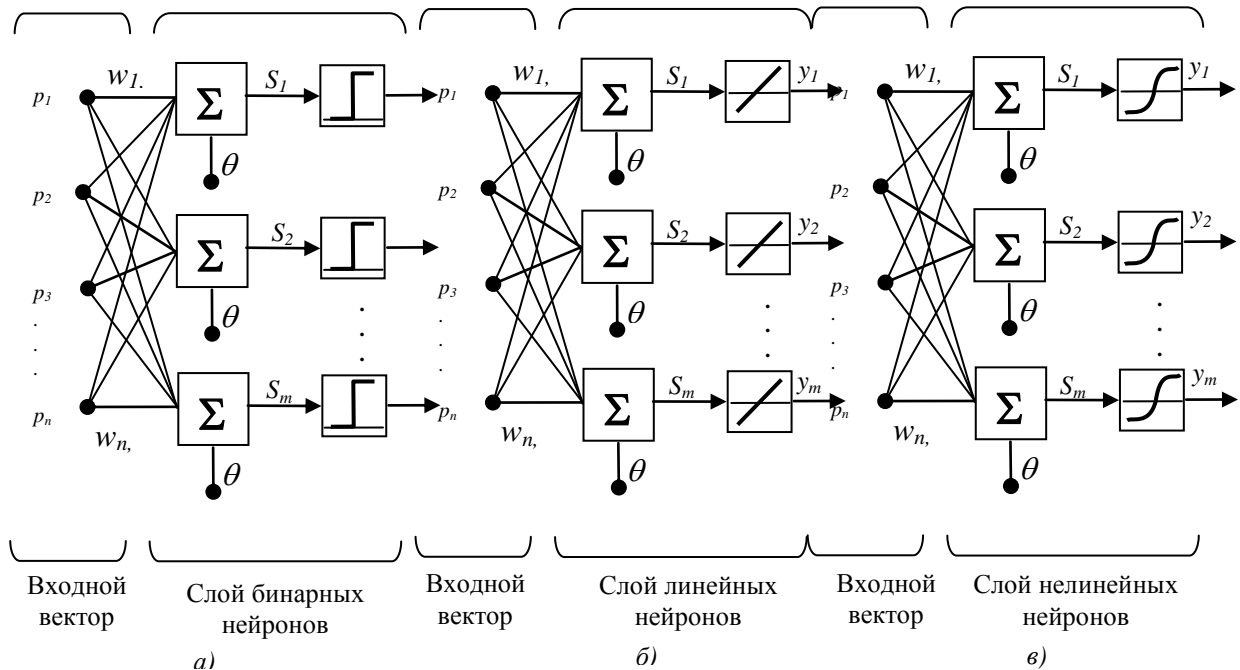 p1 w1. Σ S1 θ
p2 Σ S2 θ
p3
. . .
pn wn, Σ Sm θ
. . .
Входной вектор
Слой бинарных нейронов
а)
p1 w1, Σ S1 y1 θ
p2 Σ S2 y2 θ
p3
. . .
pn wn, Σ Sm ym θ
. . .
Входной вектор
Слой линейных нейронов
б)
p1 w1, Σ S1 y1 θ
p2 Σ S2 y2 θ
p3
. . .
pn wn, Σ Sm ym θ
. . .
Входной вектор
Слой нелинейных нейронов
в)